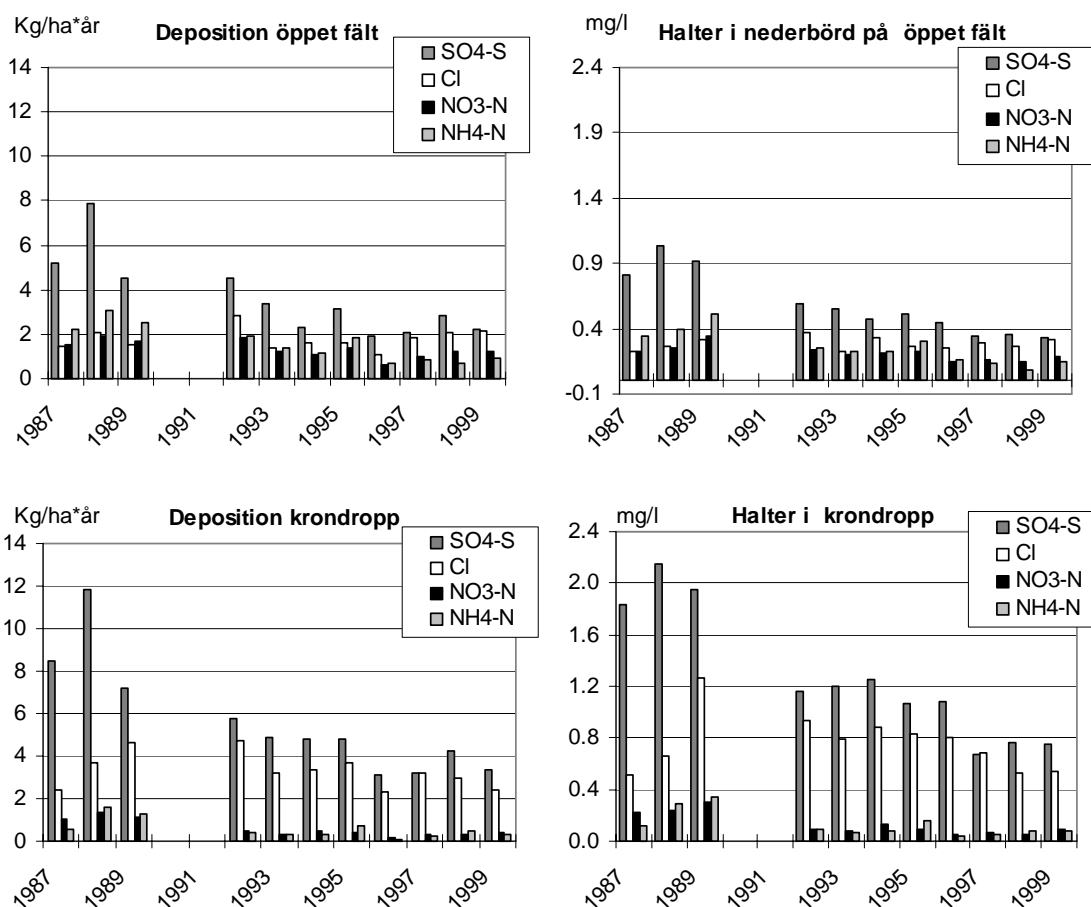 Kg/ha*år
Deposition öppet fält
SO4-S
Cl
NO3-N
NH4-N
14
12
10
8
6
4
2
0
1987
1989
1991
1993
1995
1997
1999
mg/l
Halter i nederbörd på öppet fält
SO4-S
Cl
NO3-N
NH4-N
2.4
1.9
1.4
0.9
0.4
-0.1
1987
1989
1991
1993
1995
1997
1999
Kg/ha*år
Deposition krondropp
SO4-S
Cl
NO3-N
NH4-N
14
12
10
8
6
4
2
0
1987
1989
1991
1993
1995
1997
1999
mg/l
Halter i krondropp
SO4-S
Cl
NO3-N
NH4-N
2.4
2.0
1.6
1.2
0.8
0.4
0.0
1987
1989
1991
1993
1995
1997
1999